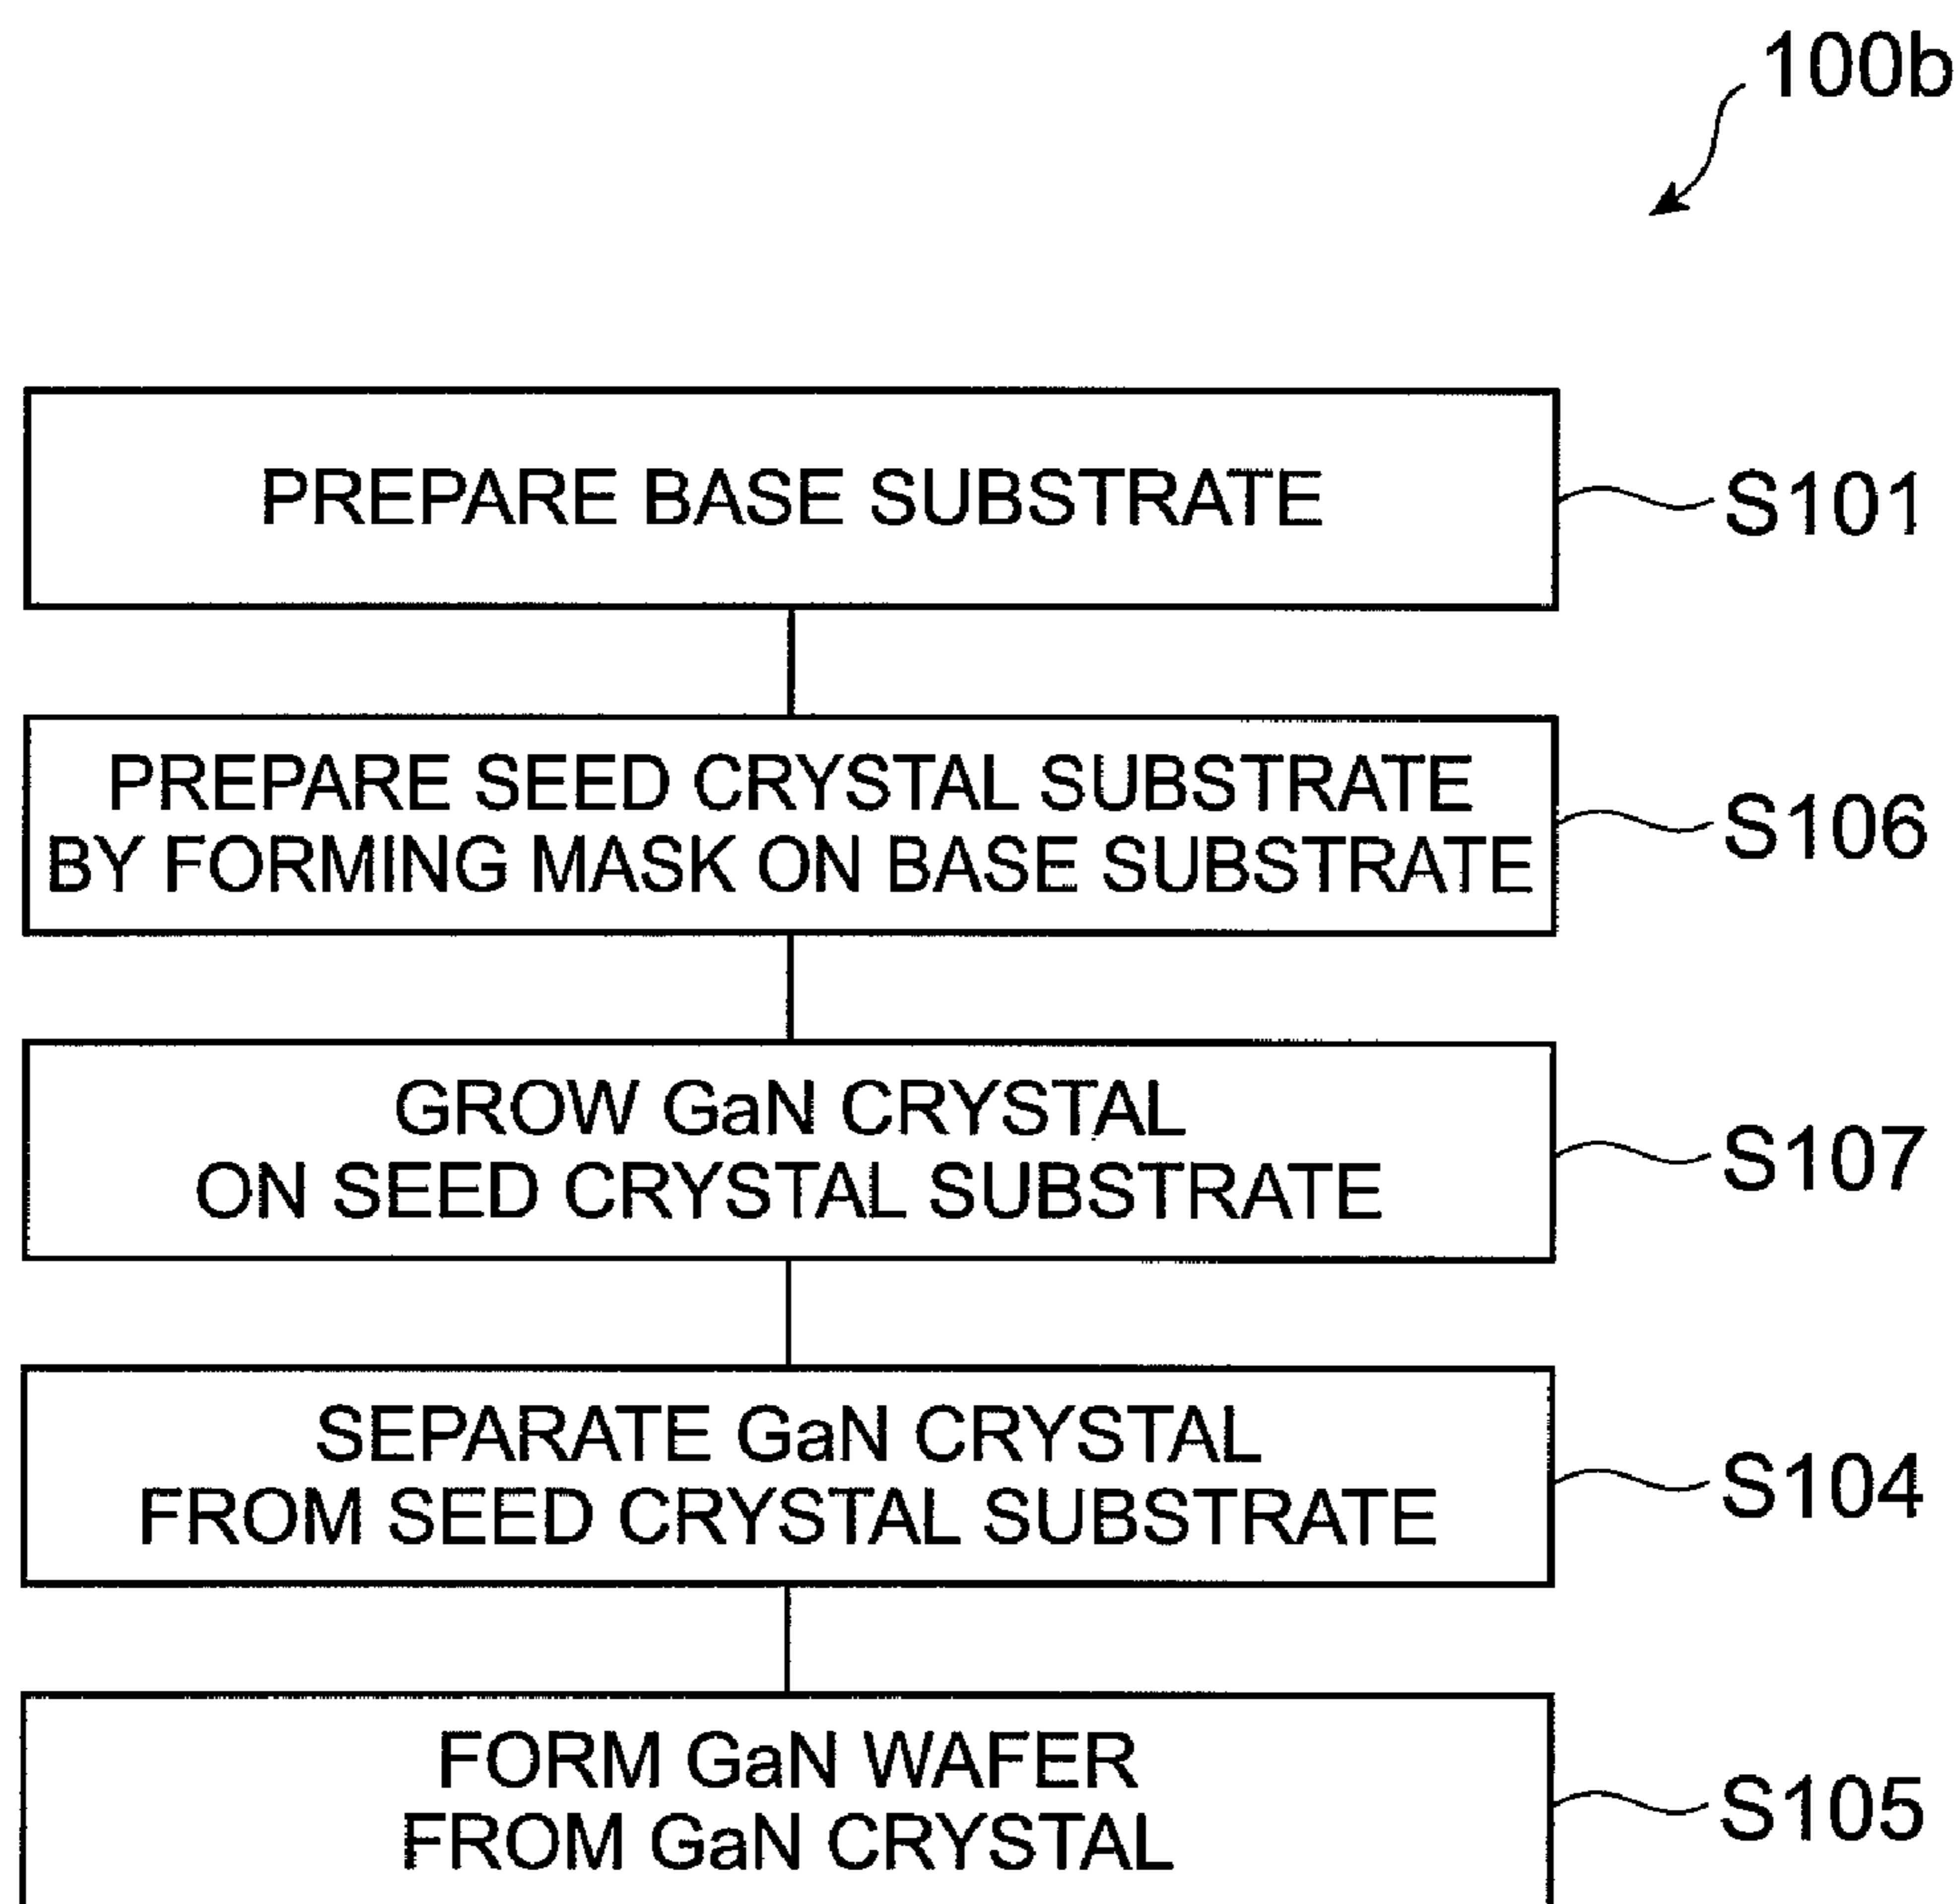 100b
PREPARE BASE SUBSTRATE
S101
PREPARE SEED CRYSTAL SUBSTRATE
BY FORMING MASK ON BASE SUBSTRATE
S106
GROW GaN CRYSTAL
ON SEED CRYSTAL SUBSTRATE
S107
SEPARATE GaN CRYSTAL
FROM SEED CRYSTAL SUBSTRATE
S104
FORM GaN WAFER
FROM GaN CRYSTAL
S105